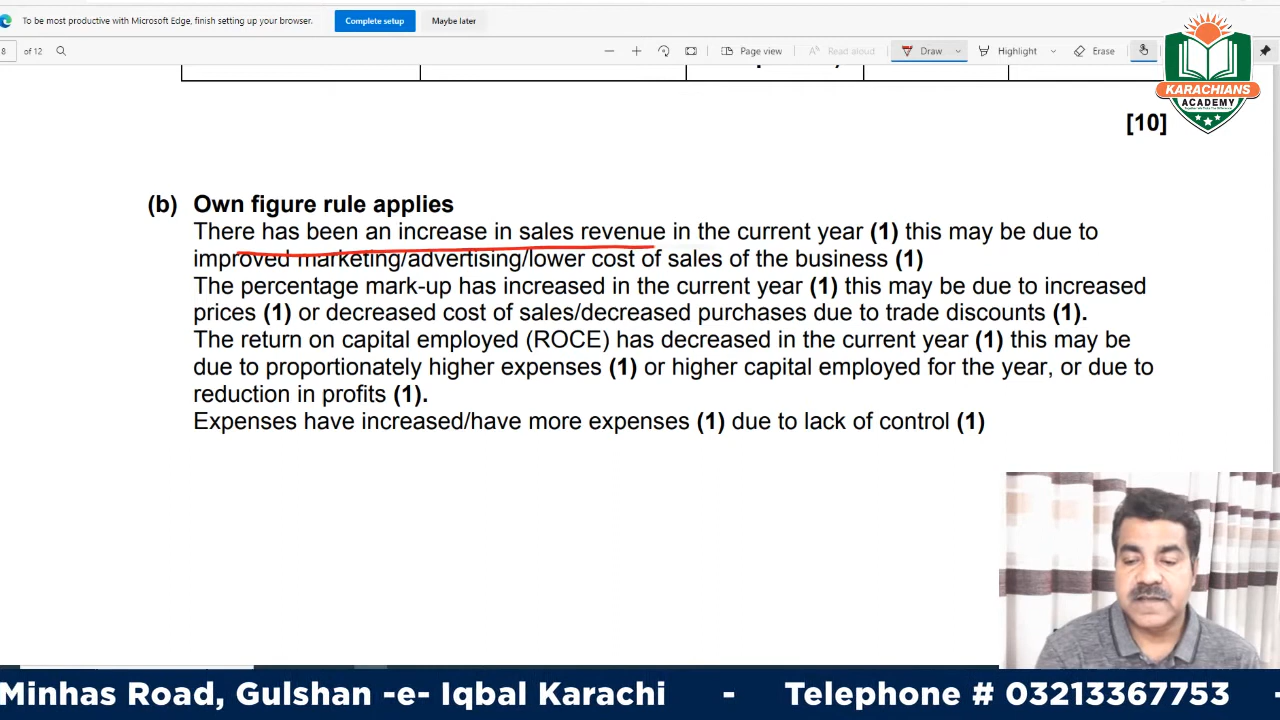 To be most productive with Microsoft Edge, finish setting up your browser. Complete setup Maybe later
8 of 12 Page view Read aloud Draw Highlight Erase
KARACHIANS
ACADEMY
[10]
(b) Own figure rule applies
There has been an increase in sales revenue in the current year (1) this may be due to
improved marketing/advertising/lower cost of sales of the business (1)
The percentage mark-up has increased in the current year (1) this may be due to increased
prices (1) or decreased cost of sales/decreased purchases due to trade discounts (1).
The return on capital employed (ROCE) has decreased in the current year (1) this may be
due to proportionately higher expenses (1) or higher capital employed for the year, or due to
reduction in profits (1).
Expenses have increased/have more expenses (1) due to lack of control (1)
Minhas Road, Gulshan -e- Iqbal Karachi - Telephone # 03213367753 -